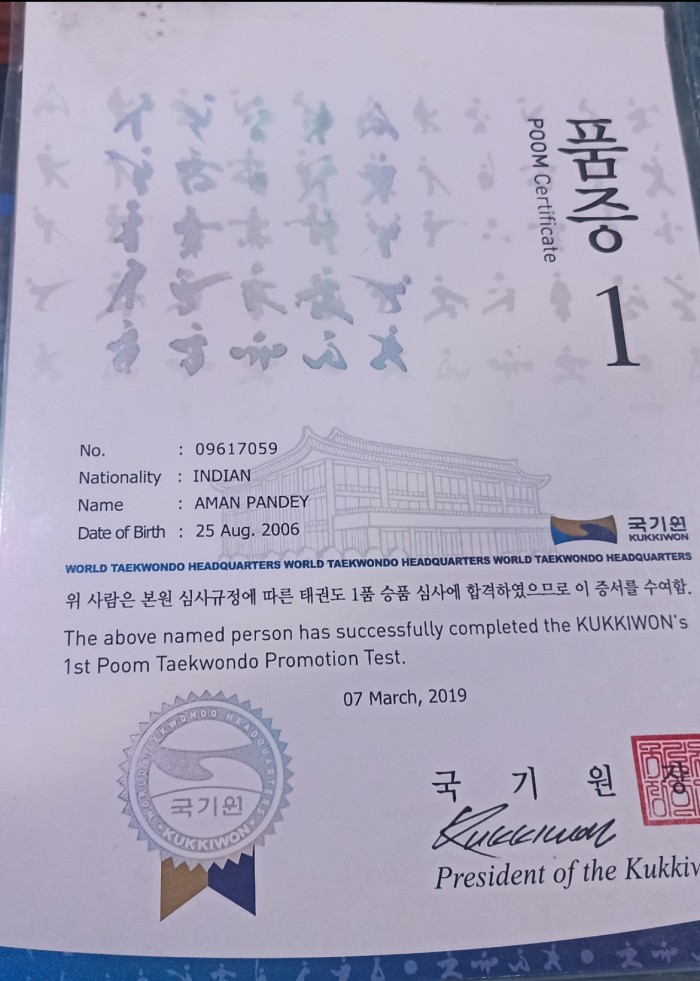 품증
POOM Certificate
1
No. : 09617059
Nationality : INDIAN
Name : AMAN PANDEY
Date of Birth : 25 Aug. 2006
국기원
KUKKIWON
WORLD TAEKWONDO HEADQUARTERS WORLD TAEKWONDO HEADQUARTERS WORLD TAEKWONDO HEADQUARTERS
위 사람은 본원 심사규정에 따른 태권도 1품 승품 심사에 합격하였으므로 이 증서를 수여함.
The above named person has successfully completed the KUKKIWON's
1st Poom Taekwondo Promotion Test.
07 March, 2019
WORLD TAEKWONDO HEADQUARTERS
국기원
KUKKIWON
국 기 원 장
Kukkiwon
President of the Kukkiw